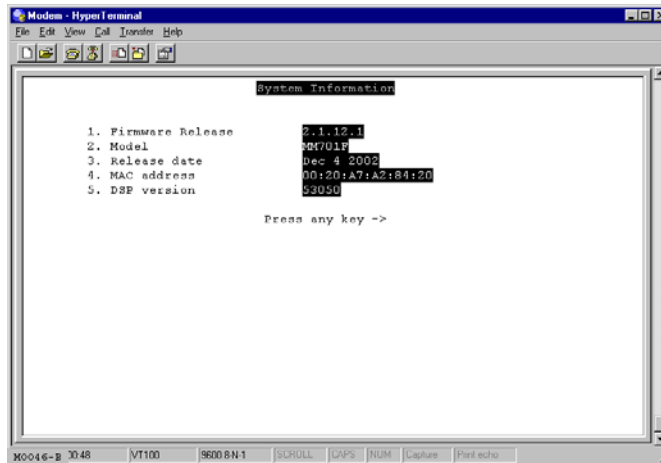 Modem - HyperTerminal
File Edit View Call Transfer Help
System Information
1. Firmware Release 2.1.12.1
2. Model MM701F
3. Release date Dec 4 2002
4. MAC address 00:20:A7:A2:84:20
5. DSP version 53050
Press any key ->
M0046-B 00:48 VT100 9600 8-N-1 SCROLL CAPS NUM Capture Print echo